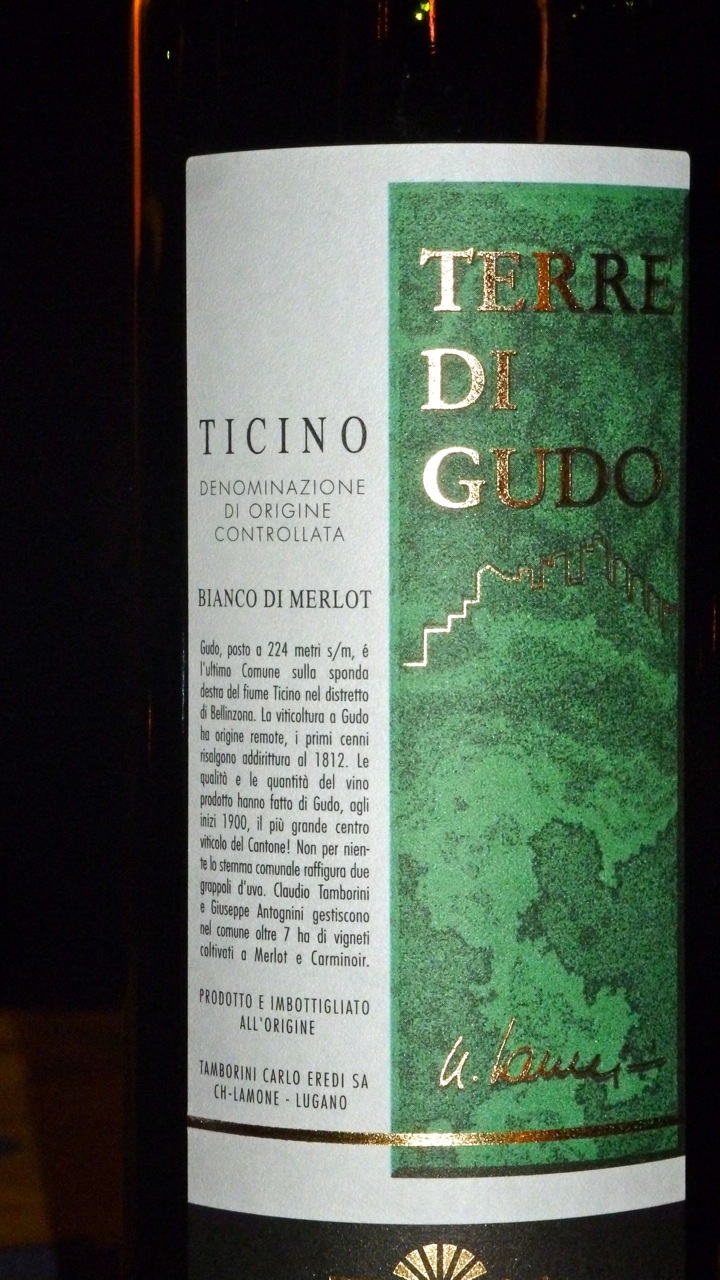 TERRE
DI
GUDO
TICINO
DENOMINAZIONE
DI ORIGINE
CONTROLLATA
BIANCO DI MERLOT
Gudo, posto a 224 metri s/m, é
l'ultimo Comune sulla sponda
destra del fiume Ticino nel distretto
di Bellinzona. La viticoltura a Gudo
ha origine remote, i primi cenni
risalgono addirittura al 1812. Le
qualità e le quantità del vino
prodotto hanno fatto di Gudo, agli
inizi 1900, il più grande centro
viticolo del Cantone! Non per nien-
te lo stemma comunale raffigura due
grappoli d'uva. Claudio Tamborini
e Giuseppe Antognini gestiscono
nel comune oltre 7 ha di vigneti
coltivati a Merlot e Carminoir.
PRODOTTO E IMBOTTIGLIATO
ALL'ORIGINE
TAMBORINI CARLO EREDI SA
CH-LAMONE - LUGANO